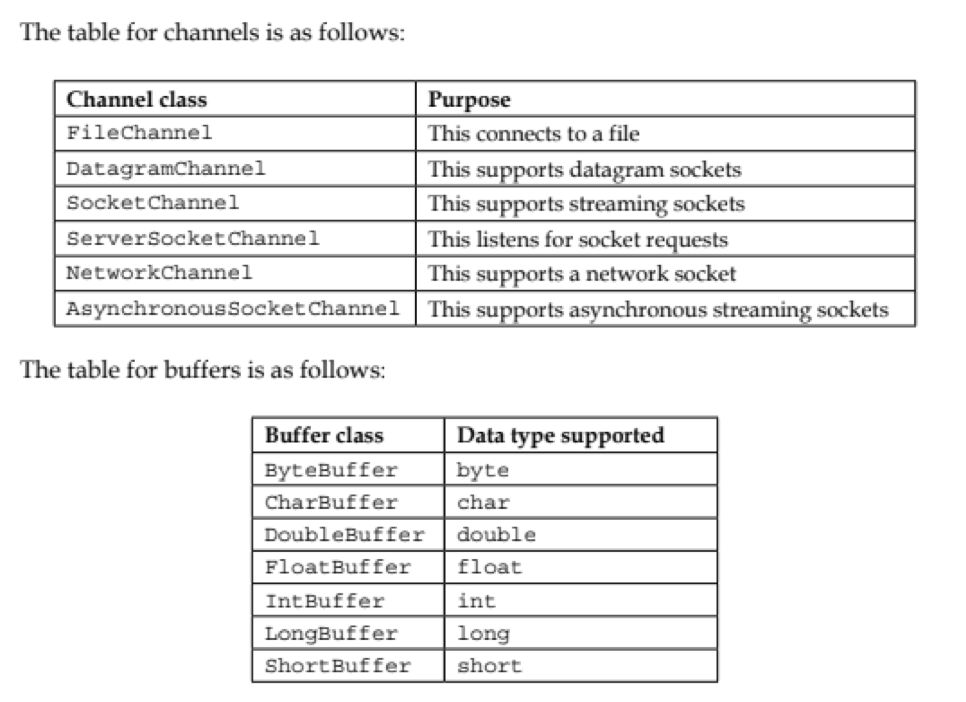 The table for channels is as follows:
Channel class Purpose
FileChannel This connects to a file
DatagramChannel This supports datagram sockets
SocketChannel This supports streaming sockets
ServerSocketChannel This listens for socket requests
NetworkChannel This supports a network socket
AsynchronousSocketChannel This supports asynchronous streaming sockets
The table for buffers is as follows:
Buffer class Data type supported
ByteBuffer byte
CharBuffer char
DoubleBuffer double
FloatBuffer float
IntBuffer int
LongBuffer long
ShortBuffer short